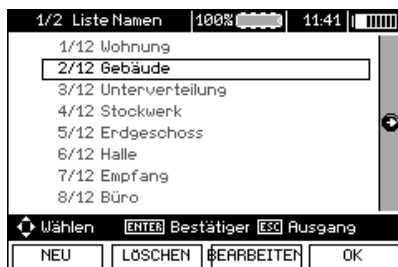 1/2 Liste Namen 100% 11:41
1/12 Wohnung
2/12 Gebäude
3/12 Unterverteilung
4/12 Stockwerk
5/12 Erdgeschoss
6/12 Halle
7/12 Empfang
8/12 Büro
Wählen ENTER Bestätiger ESC Ausgang
NEU LÖSCHEN BEARBEITEN OK